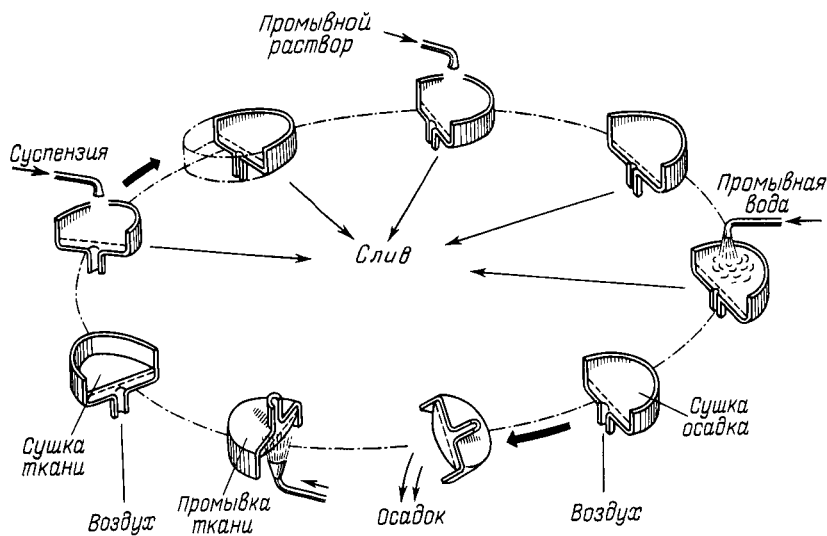 Промывной
раствор
Суспензия
Промывная
вода
Слив
Сушка
осадка
Сушка
ткани
Промывка
ткани
Воздух
Осадок
Воздух